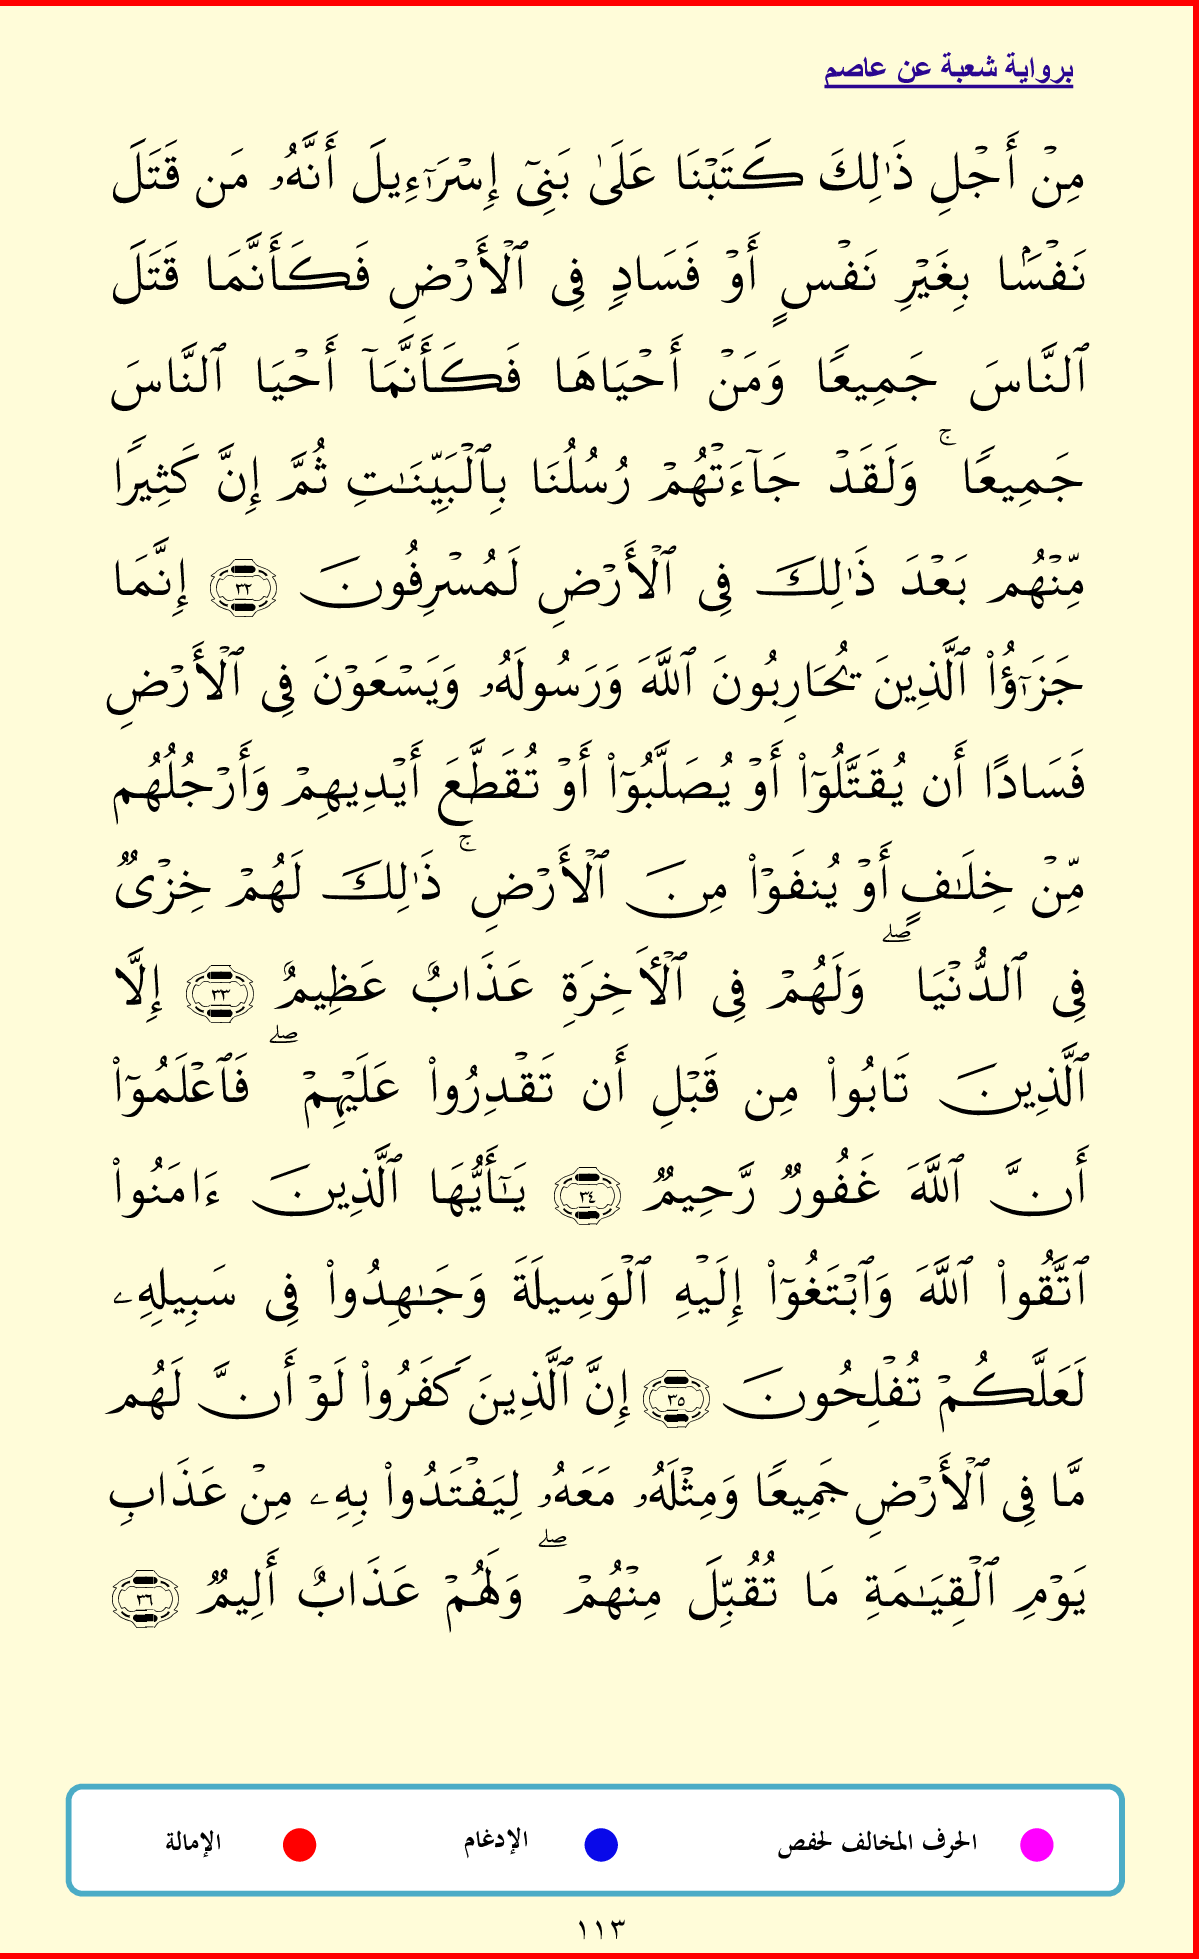 برواية شعبة عن عاصم
مِنۡ أَجۡلِ ذَٰلِكَ كَتَبۡنَا عَلَىٰ بَنِيٓ إِسۡرَٰٓءِيلَ أَنَّهُۥ مَن قَتَلَ
نَفۡسَۢا بِغَيۡرِ نَفۡسٍ أَوۡ فَسَادٖ فِي ٱلۡأَرۡضِ فَكَأَنَّمَا قَتَلَ
ٱلنَّاسَ جَمِيعٗا وَمَنۡ أَحۡيَاهَا فَكَأَنَّمَآ أَحۡيَا ٱلنَّاسَ
جَمِيعٗاۚ وَلَقَدۡ جَآءَتۡهُمۡ رُسُلُنَا بِٱلۡبَيِّنَٰتِ ثُمَّ إِنَّ كَثِيرٗا
مِّنۡهُم بَعۡدَ ذَٰلِكَ فِي ٱلۡأَرۡضِ لَمُسۡرِفُونَ ٣٢ إِنَّمَا
جَزَٰٓؤُاْ ٱلَّذِينَ يُحَارِبُونَ ٱللَّهَ وَرَسُولَهُۥ وَيَسۡعَوۡنَ فِي ٱلۡأَرۡضِ
فَسَادًا أَن يُقَتَّلُوٓاْ أَوۡ يُصَلَّبُوٓاْ أَوۡ تُقَطَّعَ أَيۡدِيهِمۡ وَأَرۡجُلُهُم
مِّنۡ خِلَٰفٍ أَوۡ يُنفَوۡاْ مِنَ ٱلۡأَرۡضِۚ ذَٰلِكَ لَهُمۡ خِزۡيٞ
فِي ٱلدُّنۡيَاۖ وَلَهُمۡ فِي ٱلۡأٓخِرَةِ عَذَابٌ عَظِيمٌ ٣٣ إِلَّا
ٱلَّذِينَ تَابُواْ مِن قَبۡلِ أَن تَقۡدِرُواْ عَلَيۡهِمۡۖ فَٱعۡلَمُوٓاْ
أَنَّ ٱللَّهَ غَفُورٞ رَّحِيمٞ ٣٤ يَٰٓأَيُّهَا ٱلَّذِينَ ءَامَنُواْ
ٱتَّقُواْ ٱللَّهَ وَٱبۡتَغُوٓاْ إِلَيۡهِ ٱلۡوَسِيلَةَ وَجَٰهِدُواْ فِي سَبِيلِهِۦ
لَعَلَّكُمۡ تُفۡلِحُونَ ٣٥ إِنَّ ٱلَّذِينَ كَفَرُواْ لَوۡ أَنَّ لَهُم
مَّا فِي ٱلۡأَرۡضِ جَمِيعٗا وَمِثۡلَهُۥ مَعَهُۥ لِيَفۡتَدُواْ بِهِۦ مِنۡ عَذَابِ
يَوۡمِ ٱلۡقِيَٰمَةِ مَا تُقُبِّلَ مِنۡهُمۡۖ وَلَهُمۡ عَذَابٌ أَلِيمٞ ٣٦
الحرف المخالف لحفص الإدغام الإمالة
١١٣